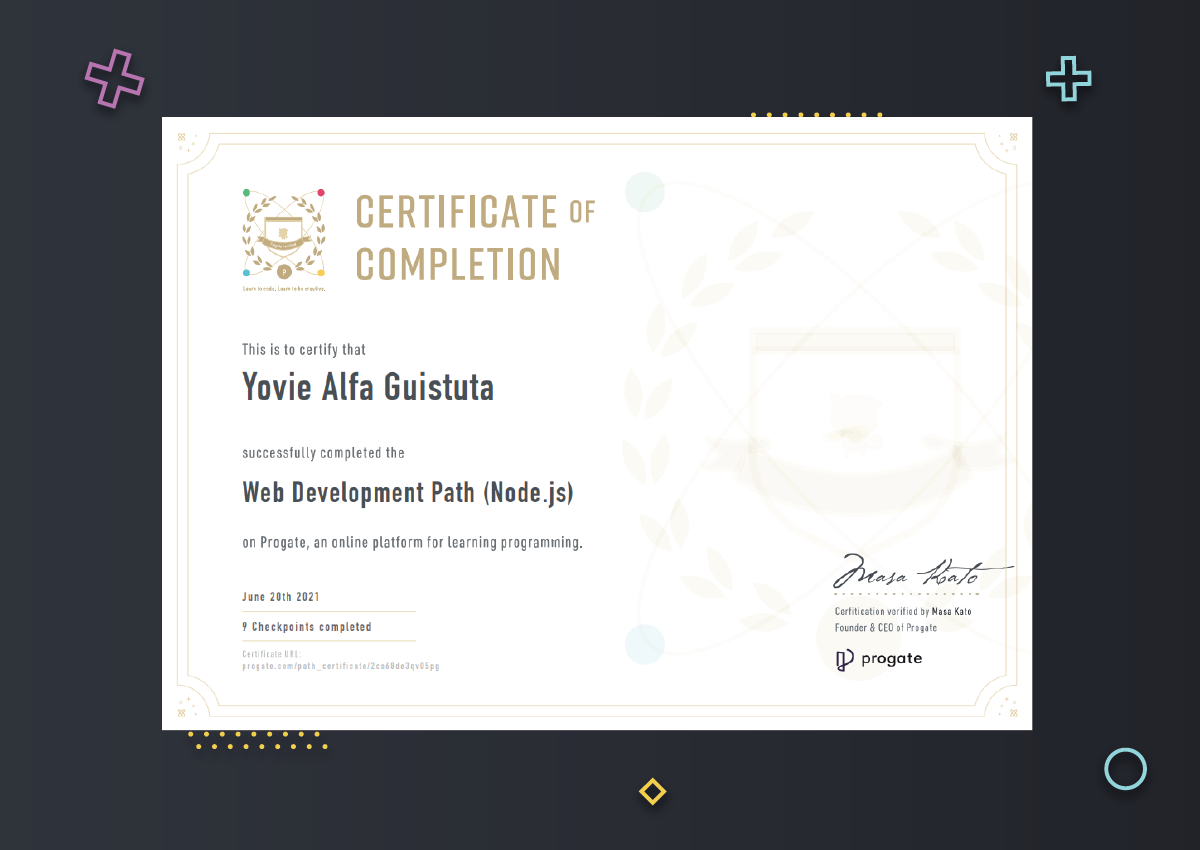 CERTIFICATE OF
COMPLETION
Learn to code, Learn to be creative.
This is to certify that
Yovie Alfa Guistuta
successfully completed the
Web Development Path (Node.js)
on Progate, an online platform for learning programming.
June 20th 2021
9 Checkpoints completed
Certificate URL:
progate.com/path_certificate/2co68de3qv05pg
Masa Kato
Cerfitication verified by Masa Kato
Founder & CEO of Progate
progate